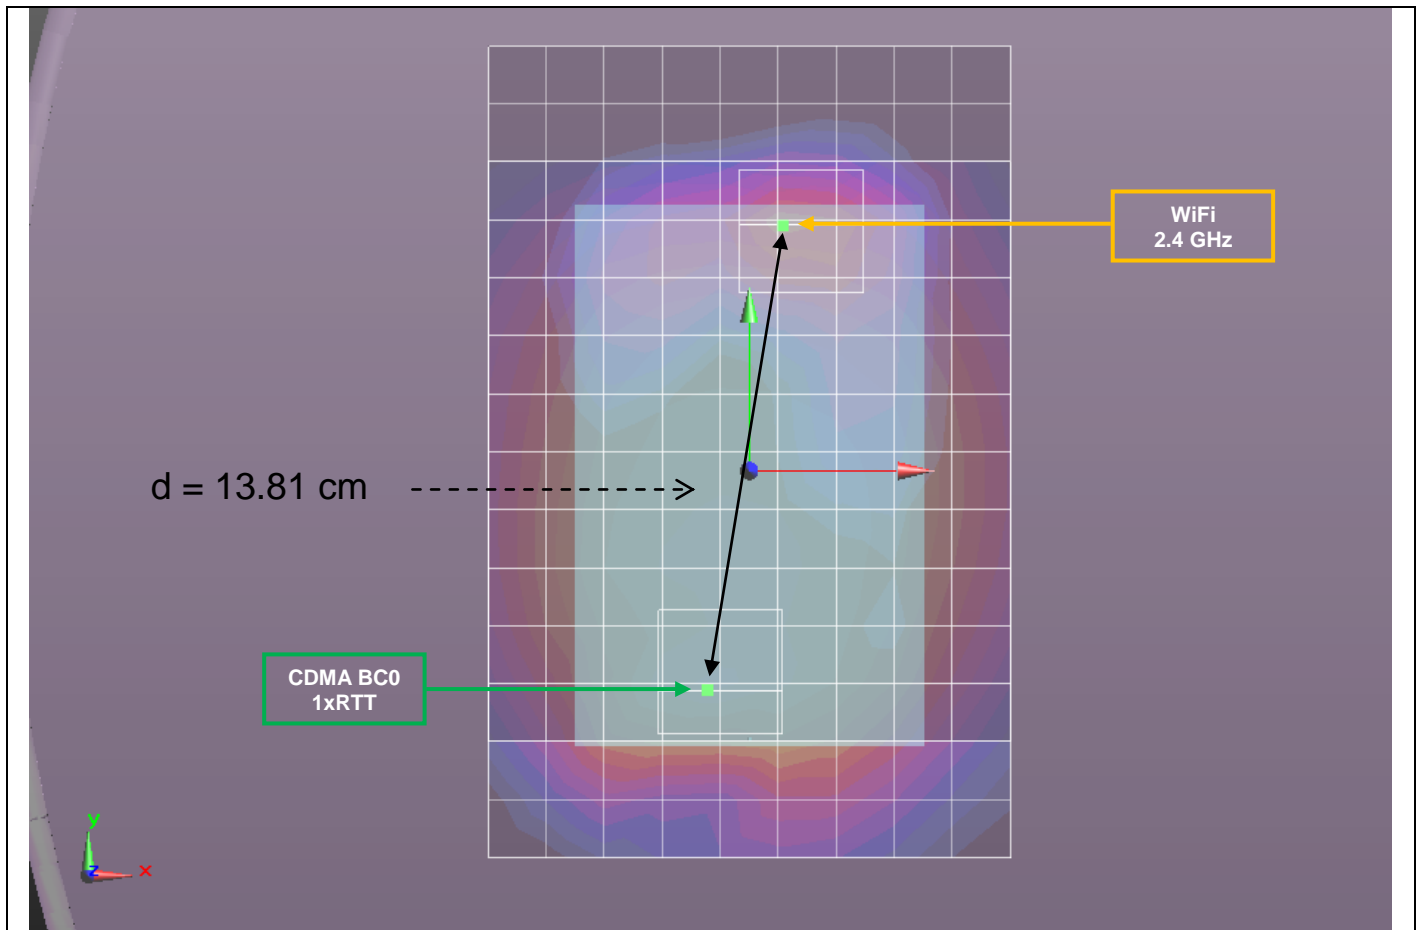 WiFi
2.4 GHz
d = 13.81 cm
CDMA BC0
1xRTT
y
z
x